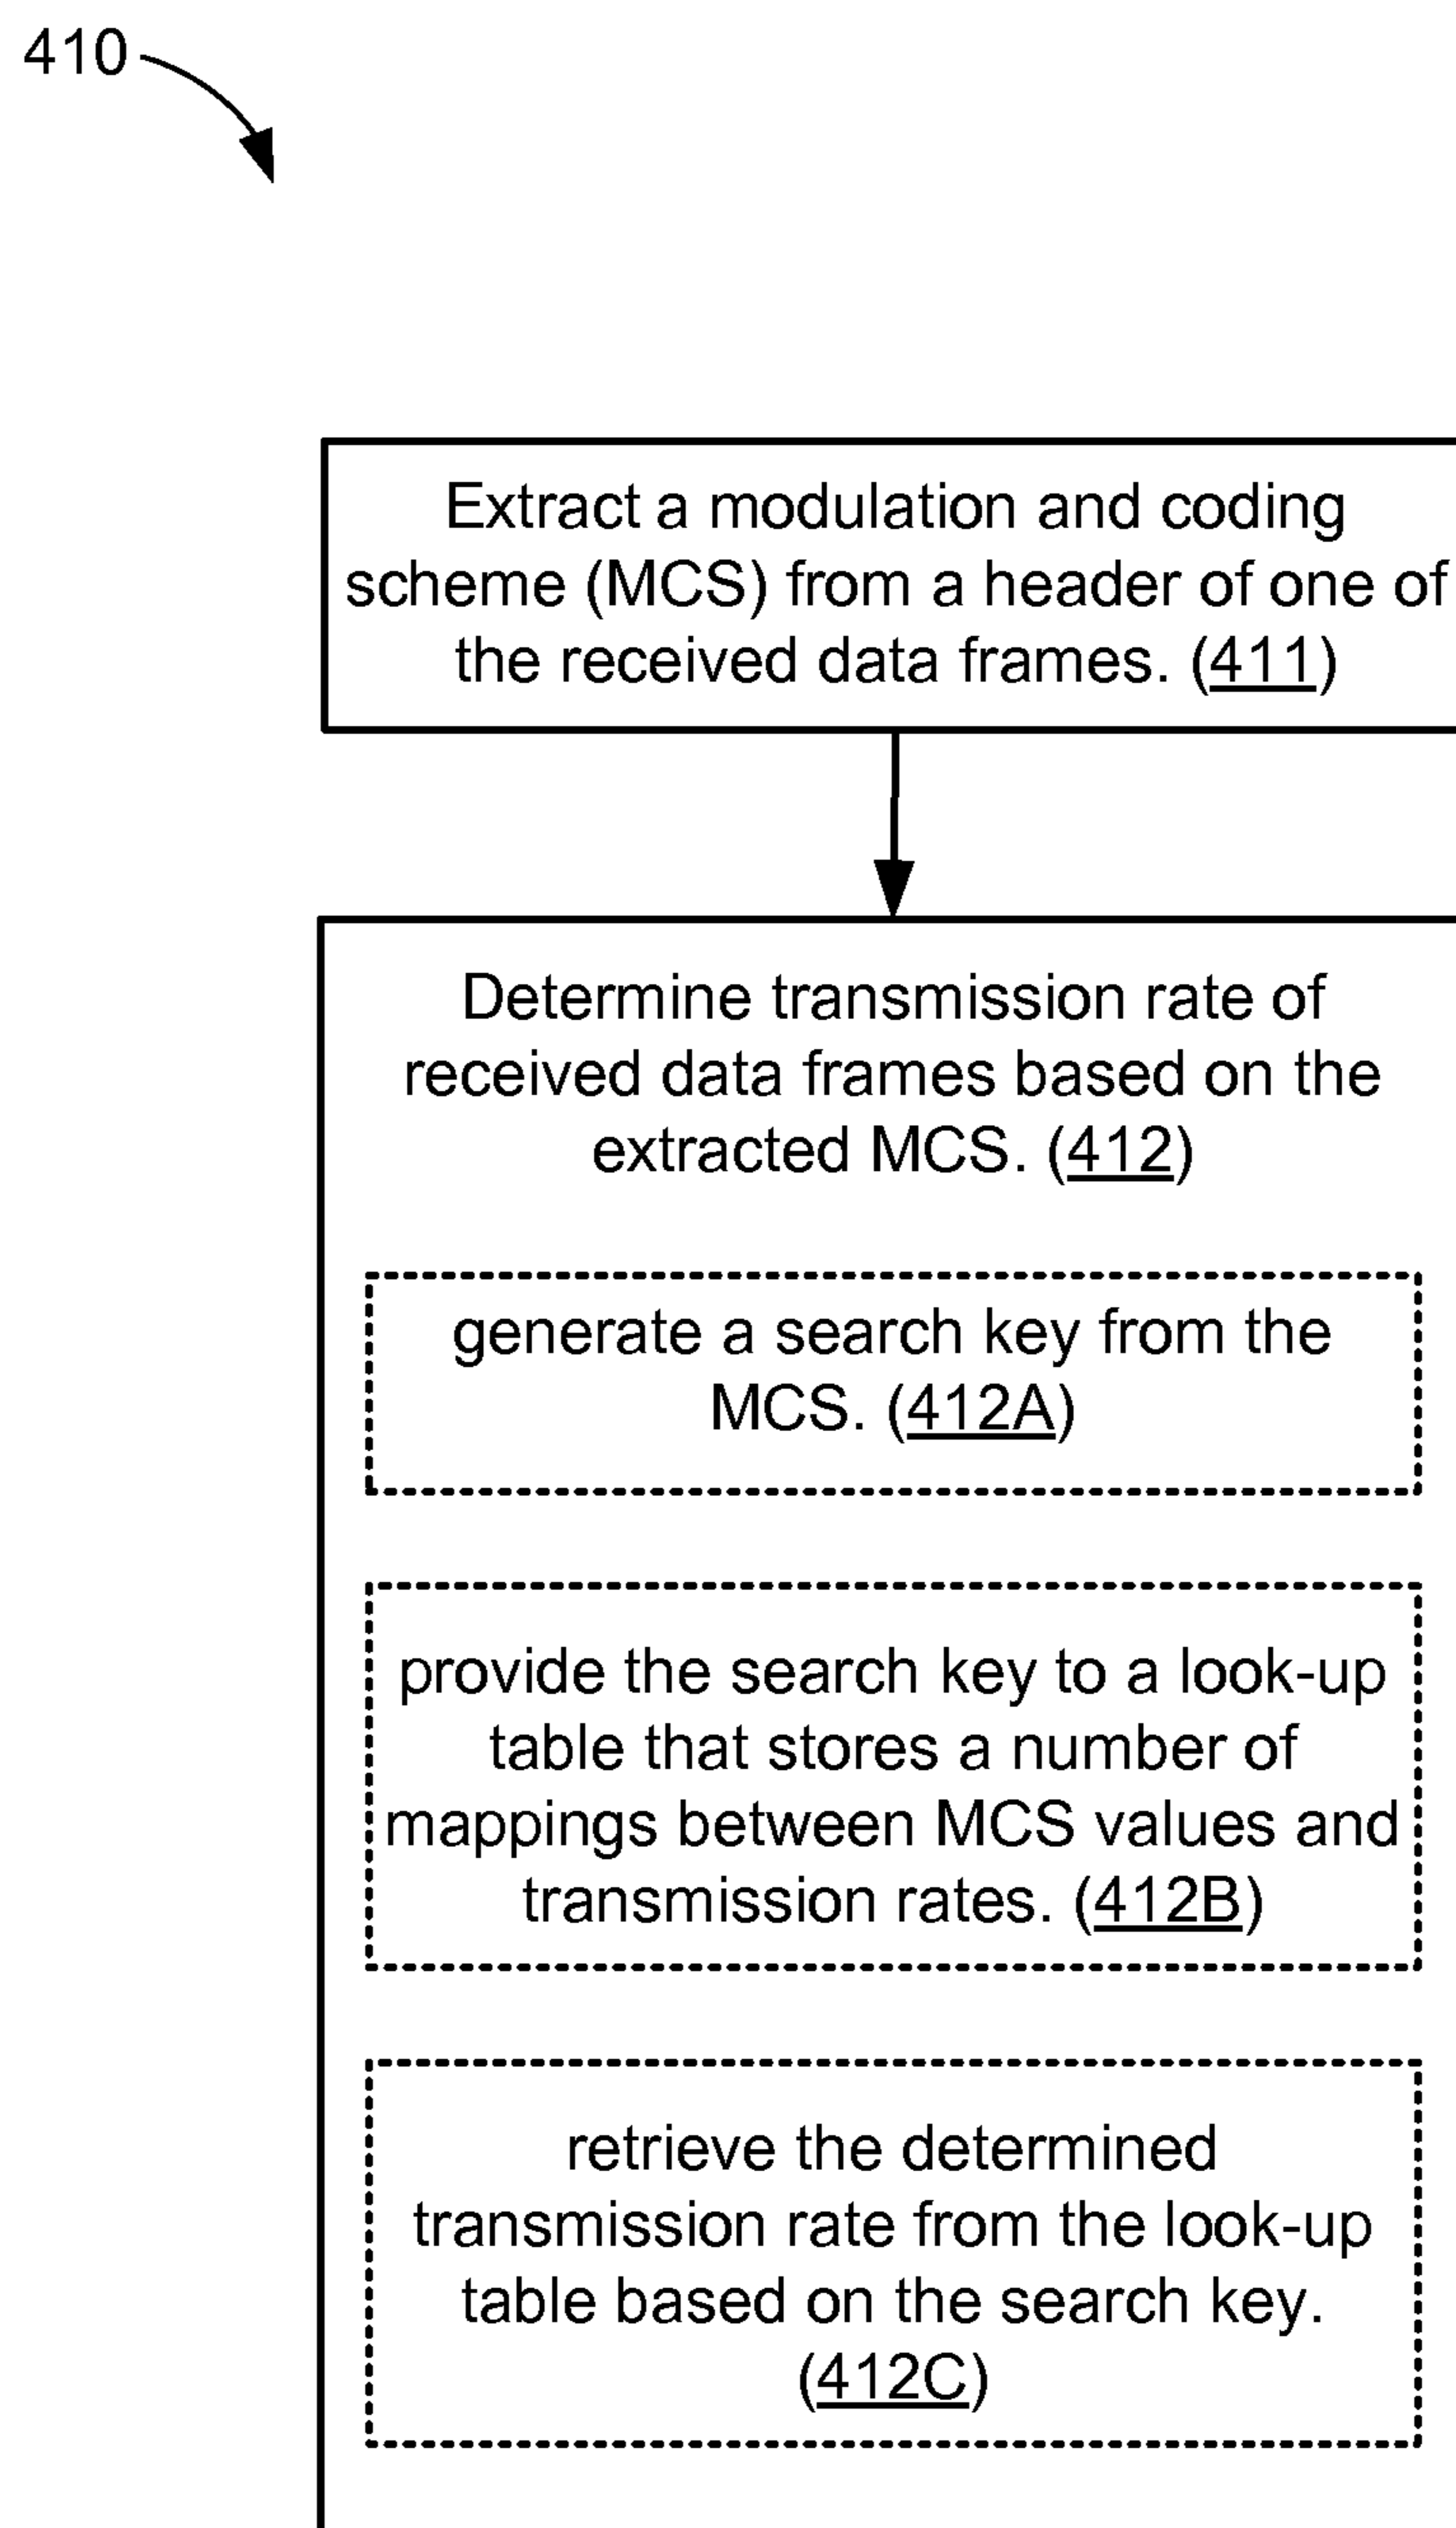 410
Extract a modulation and coding
scheme (MCS) from a header of one of
the received data frames. (411)
Determine transmission rate of
received data frames based on the
extracted MCS. (412)
generate a search key from the
MCS. (412A)
provide the search key to a look-up
table that stores a number of
mappings between MCS values and
transmission rates. (412B)
retrieve the determined
transmission rate from the look-up
table based on the search key.
(412C)